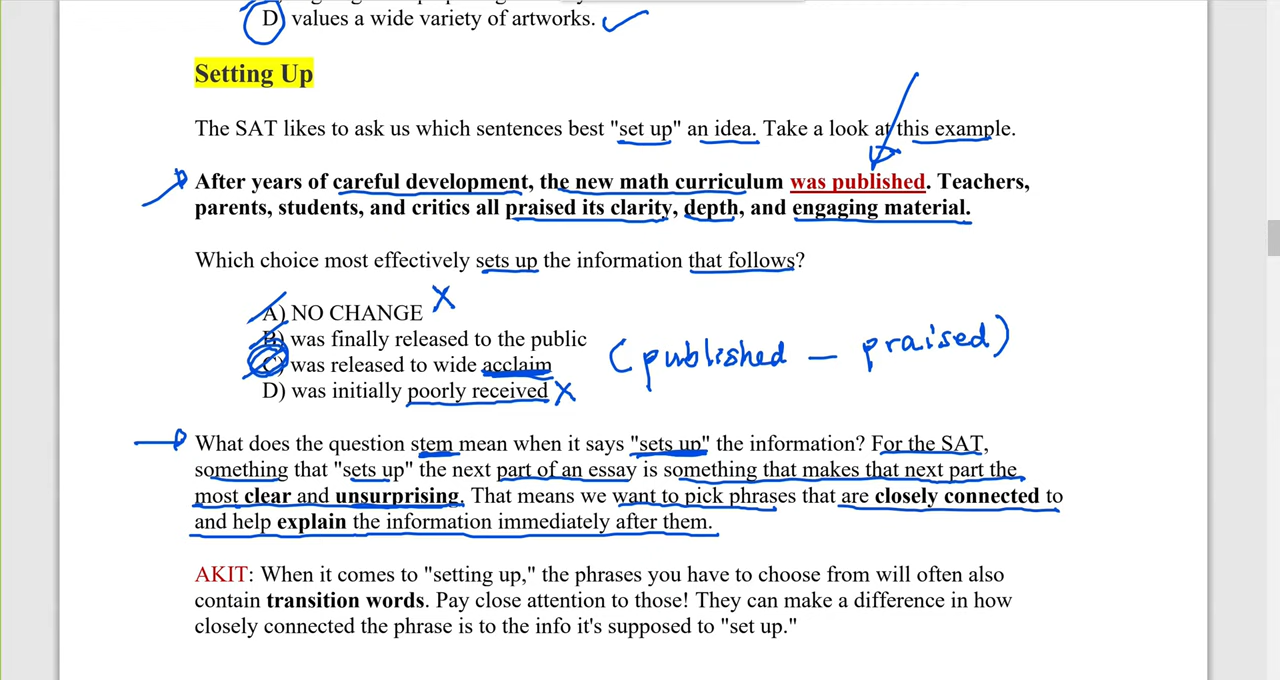 D) values a wide variety of artworks.
Setting Up
The SAT likes to ask us which sentences best "set up" an idea. Take a look at this example.
After years of careful development, the new math curriculum was published. Teachers,
parents, students, and critics all praised its clarity, depth, and engaging material.
Which choice most effectively sets up the information that follows?
A) NO CHANGE
B) was finally released to the public
C) was released to wide acclaim
(published – praised)
D) was initially poorly received
What does the question stem mean when it says "sets up" the information? For the SAT,
something that "sets up" the next part of an essay is something that makes that next part the
most clear and unsurprising. That means we want to pick phrases that are closely connected to
and help explain the information immediately after them.
AKIT: When it comes to "setting up," the phrases you have to choose from will often also
contain transition words. Pay close attention to those! They can make a difference in how
closely connected the phrase is to the info it's supposed to "set up."